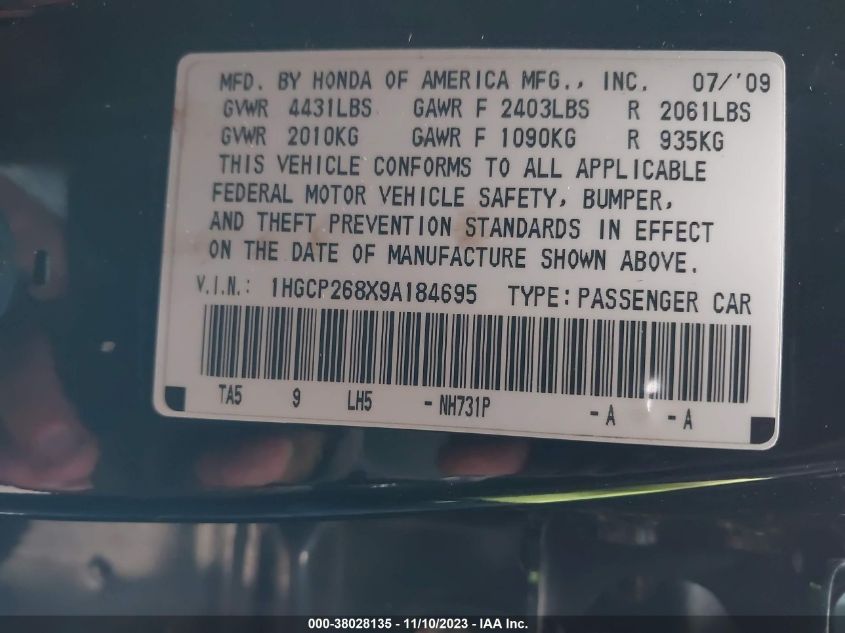 MFD. BY HONDA OF AMERICA MFG., INC. 07/'09
GVWR 4431LBS GAWR F 2403LBS R 2061LBS
GVWR 2010KG GAWR F 1090KG R 935KG
THIS VEHICLE CONFORMS TO ALL APPLICABLE
FEDERAL MOTOR VEHICLE SAFETY, BUMPER,
AND THEFT PREVENTION STANDARDS IN EFFECT
ON THE DATE OF MANUFACTURE SHOWN ABOVE.
V.I.N.: 1HGCP268X9A184695 TYPE: PASSENGER CAR
TA5 9 LH5 - NH731P - A - A
000-38028135 - 11/10/2023 - IAA Inc.